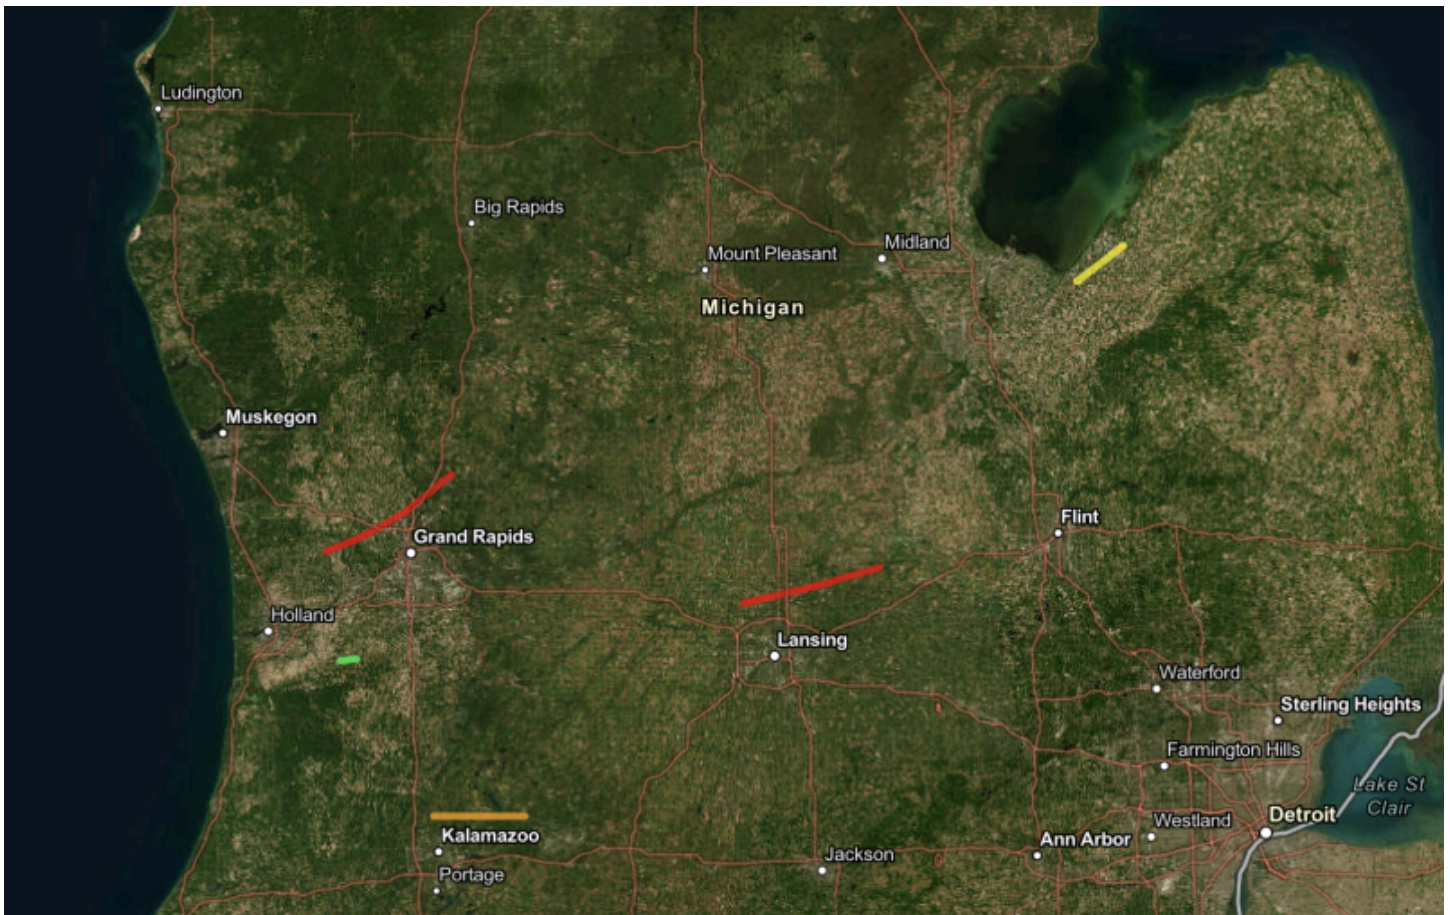 Ludington
Big Rapids
Mount Pleasant
Midland
Michigan
Muskegon
Flint
Grand Rapids
Holland
Lansing
Waterford
Sterling Heights
Farmington Hills
Lake St
Clair
Detroit
Westland
Kalamazoo
Ann Arbor
Jackson
Portage